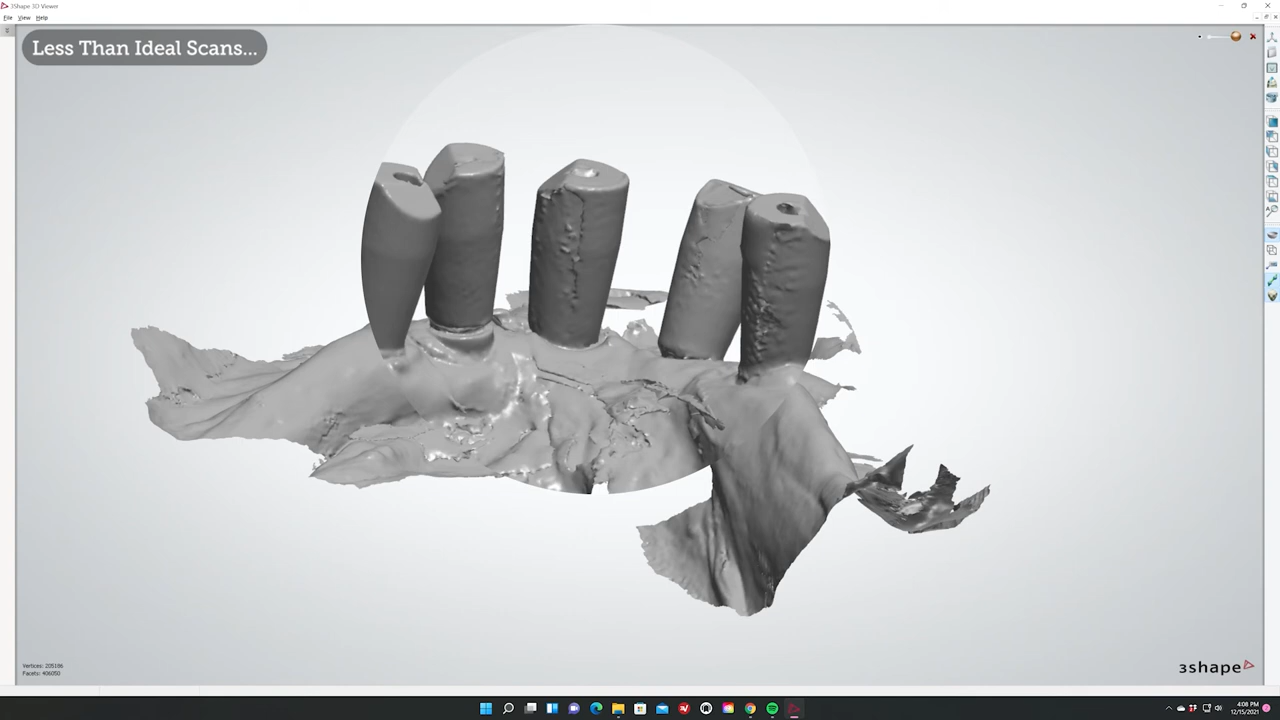 3Shape 3D Viewer
File View Help
Less Than Ideal Scans...
Vertices: 205186
Facets: 406050
3shape
4:08 PM
12/15/2021